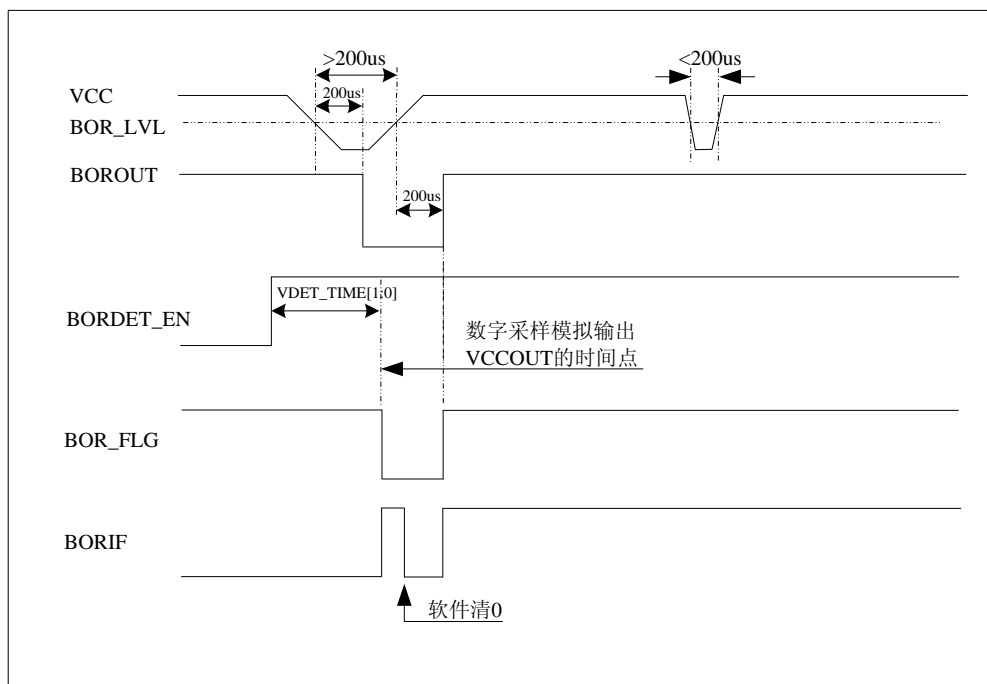 >200us
<200us
VCC
200us
BOR_LVL
BOROUT
200us
VDET_TIME[1;0]
BORDET_EN
数字采样模拟输出
VCCOUT的时间点
BOR_FLG
BORIF
软件清0